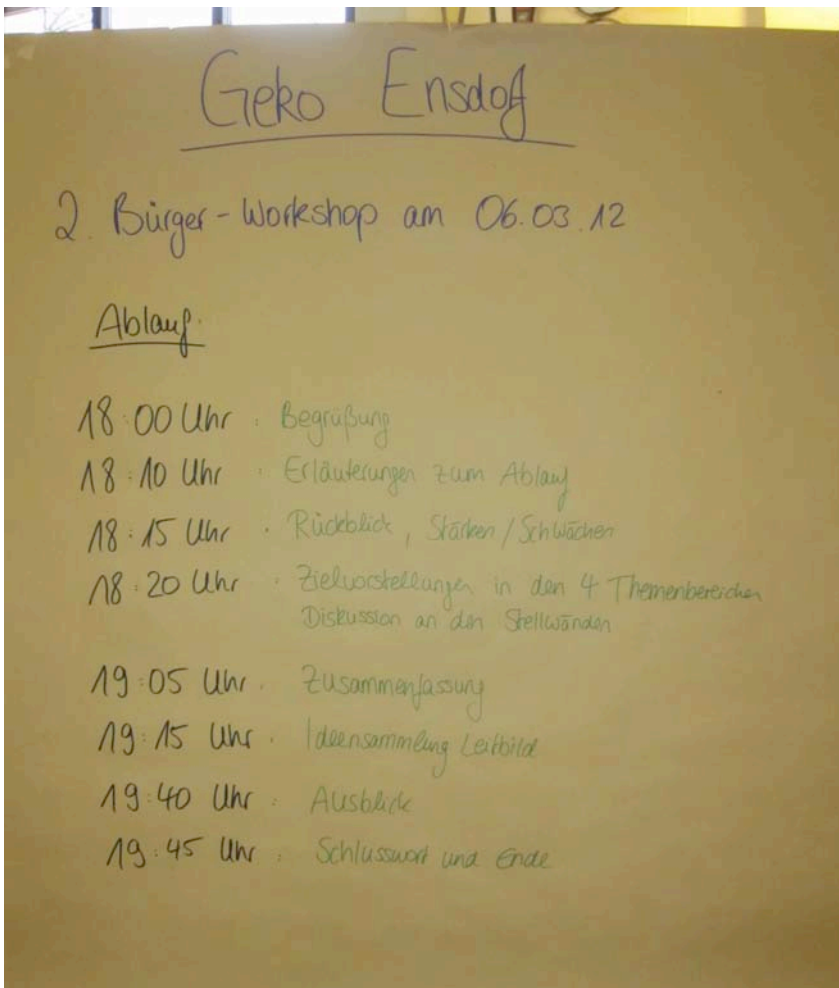 Geko Ensdorf
2. Bürger-Workshop am 06.03.12
Ablauf:
18:00 Uhr : Begrüßung
18:10 Uhr : Erläuterungen zum Ablauf
18:15 Uhr : Rückblick, Stärken/Schwächen
18:20 Uhr : Zielvorstellungen in den 4 Themenbereichen
Diskussion an den Stellwänden
19:05 Uhr : Zusammenfassung
19:15 Uhr : Ideensammlung Leitbild
19:40 Uhr : Ausblick
19:45 Uhr : Schlusswort und Ende